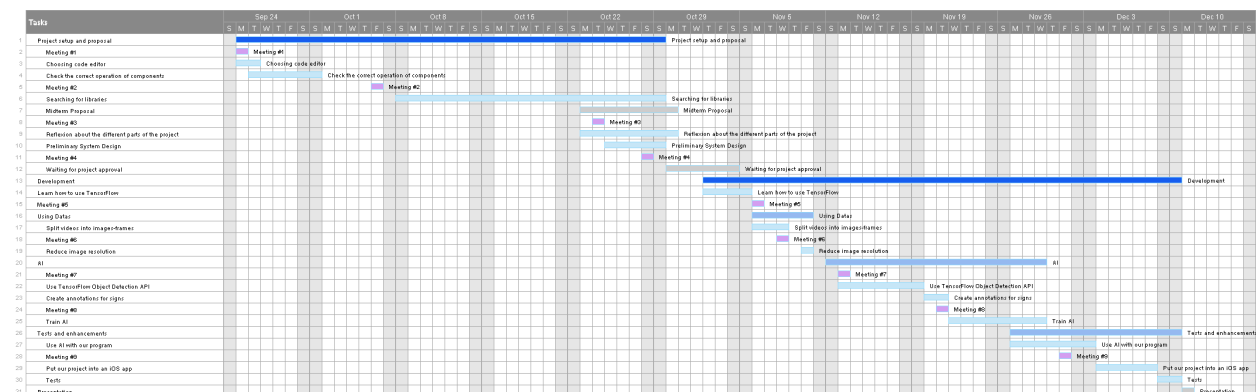 Tasks
Sep 24 Oct 1 Oct 8 Oct 15 Oct 22 Oct 29 Nov 5 Nov 12 Nov 19 Nov 26 Dec 3 Dec 10
S M T W T F S S M T W T F S S M T W T F S S M T W T F S S M T W T F S S M T W T F S S M T W T F S S M T W T F S S M T W T F S S M T W T F S S M T W T F S S M T W T F S
1 Project setup and proposal Project setup and proposal
2 Meeting #1 Meeting #1
3 Choosing code editor Choosing code editor
4 Check the correct operation of components Check the correct operation of components
5 Meeting #2 Meeting #2
6 Searching for libraries Searching for libraries
7 Midterm Proposal Midterm Proposal
8 Meeting #3 Meeting #3
9 Reflexion about the different parts of the project Reflexion about the different parts of the project
10 Preliminary System Design Preliminary System Design
11 Meeting #4 Meeting #4
12 Waiting for project approval Waiting for project approval
13 Development Development
14 Learn how to use TensorFlow Learn how to use TensorFlow
15 Meeting #5 Meeting #5
16 Using Datas Using Datas
17 Split videos into images-frames Split videos into images-frames
18 Meeting #6 Meeting #6
19 Reduce image resolution Reduce image resolution
20 AI AI
21 Meeting #7 Meeting #7
22 Use TensorFlow Object Detection API Use TensorFlow Object Detection API
23 Create annotations for signs Create annotations for signs
24 Meeting #8 Meeting #8
25 Train AI Train AI
26 Tests and enhancements Tests and enhancements
27 Use AI with our program Use AI with our program
28 Meeting #9 Meeting #9
29 Put our project into an iOS app Put our project into an iOS app
30 Tests Tests
31 Presentation Presentation